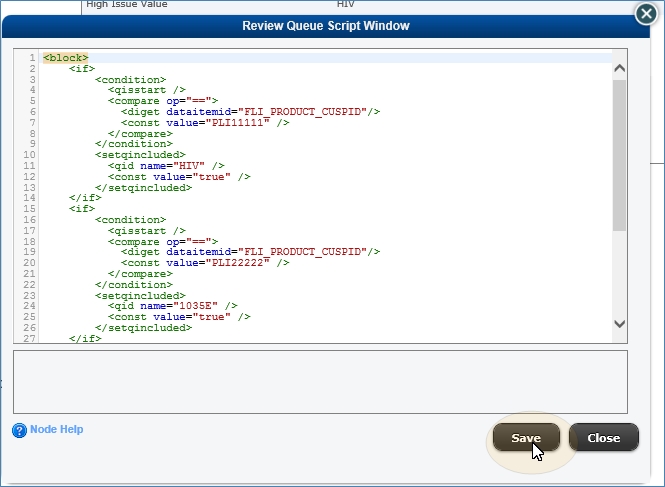 High Issue Value HIV
Review Queue Script Window
1 <block>
2 <if>
3 <condition>
4 <qisstart />
5 <compare op="==">
6 <diget dataitemid="FLI_PRODUCT_CUSPID"/>
7 <const value="PLI11111" />
8 </compare>
9 </condition>
10 <setqincluded>
11 <qid name="HIV" />
12 <const value="true" />
13 </setqincluded>
14 </if>
15 <if>
16 <condition>
17 <qisstart />
18 <compare op="==">
19 <diget dataitemid="FLI_PRODUCT_CUSPID"/>
20 <const value="PLI22222" />
21 </compare>
22 </condition>
23 <setqincluded>
24 <qid name="1035E" />
25 <const value="true" />
26 </setqincluded>
27 </if>
? Node Help
Save Close